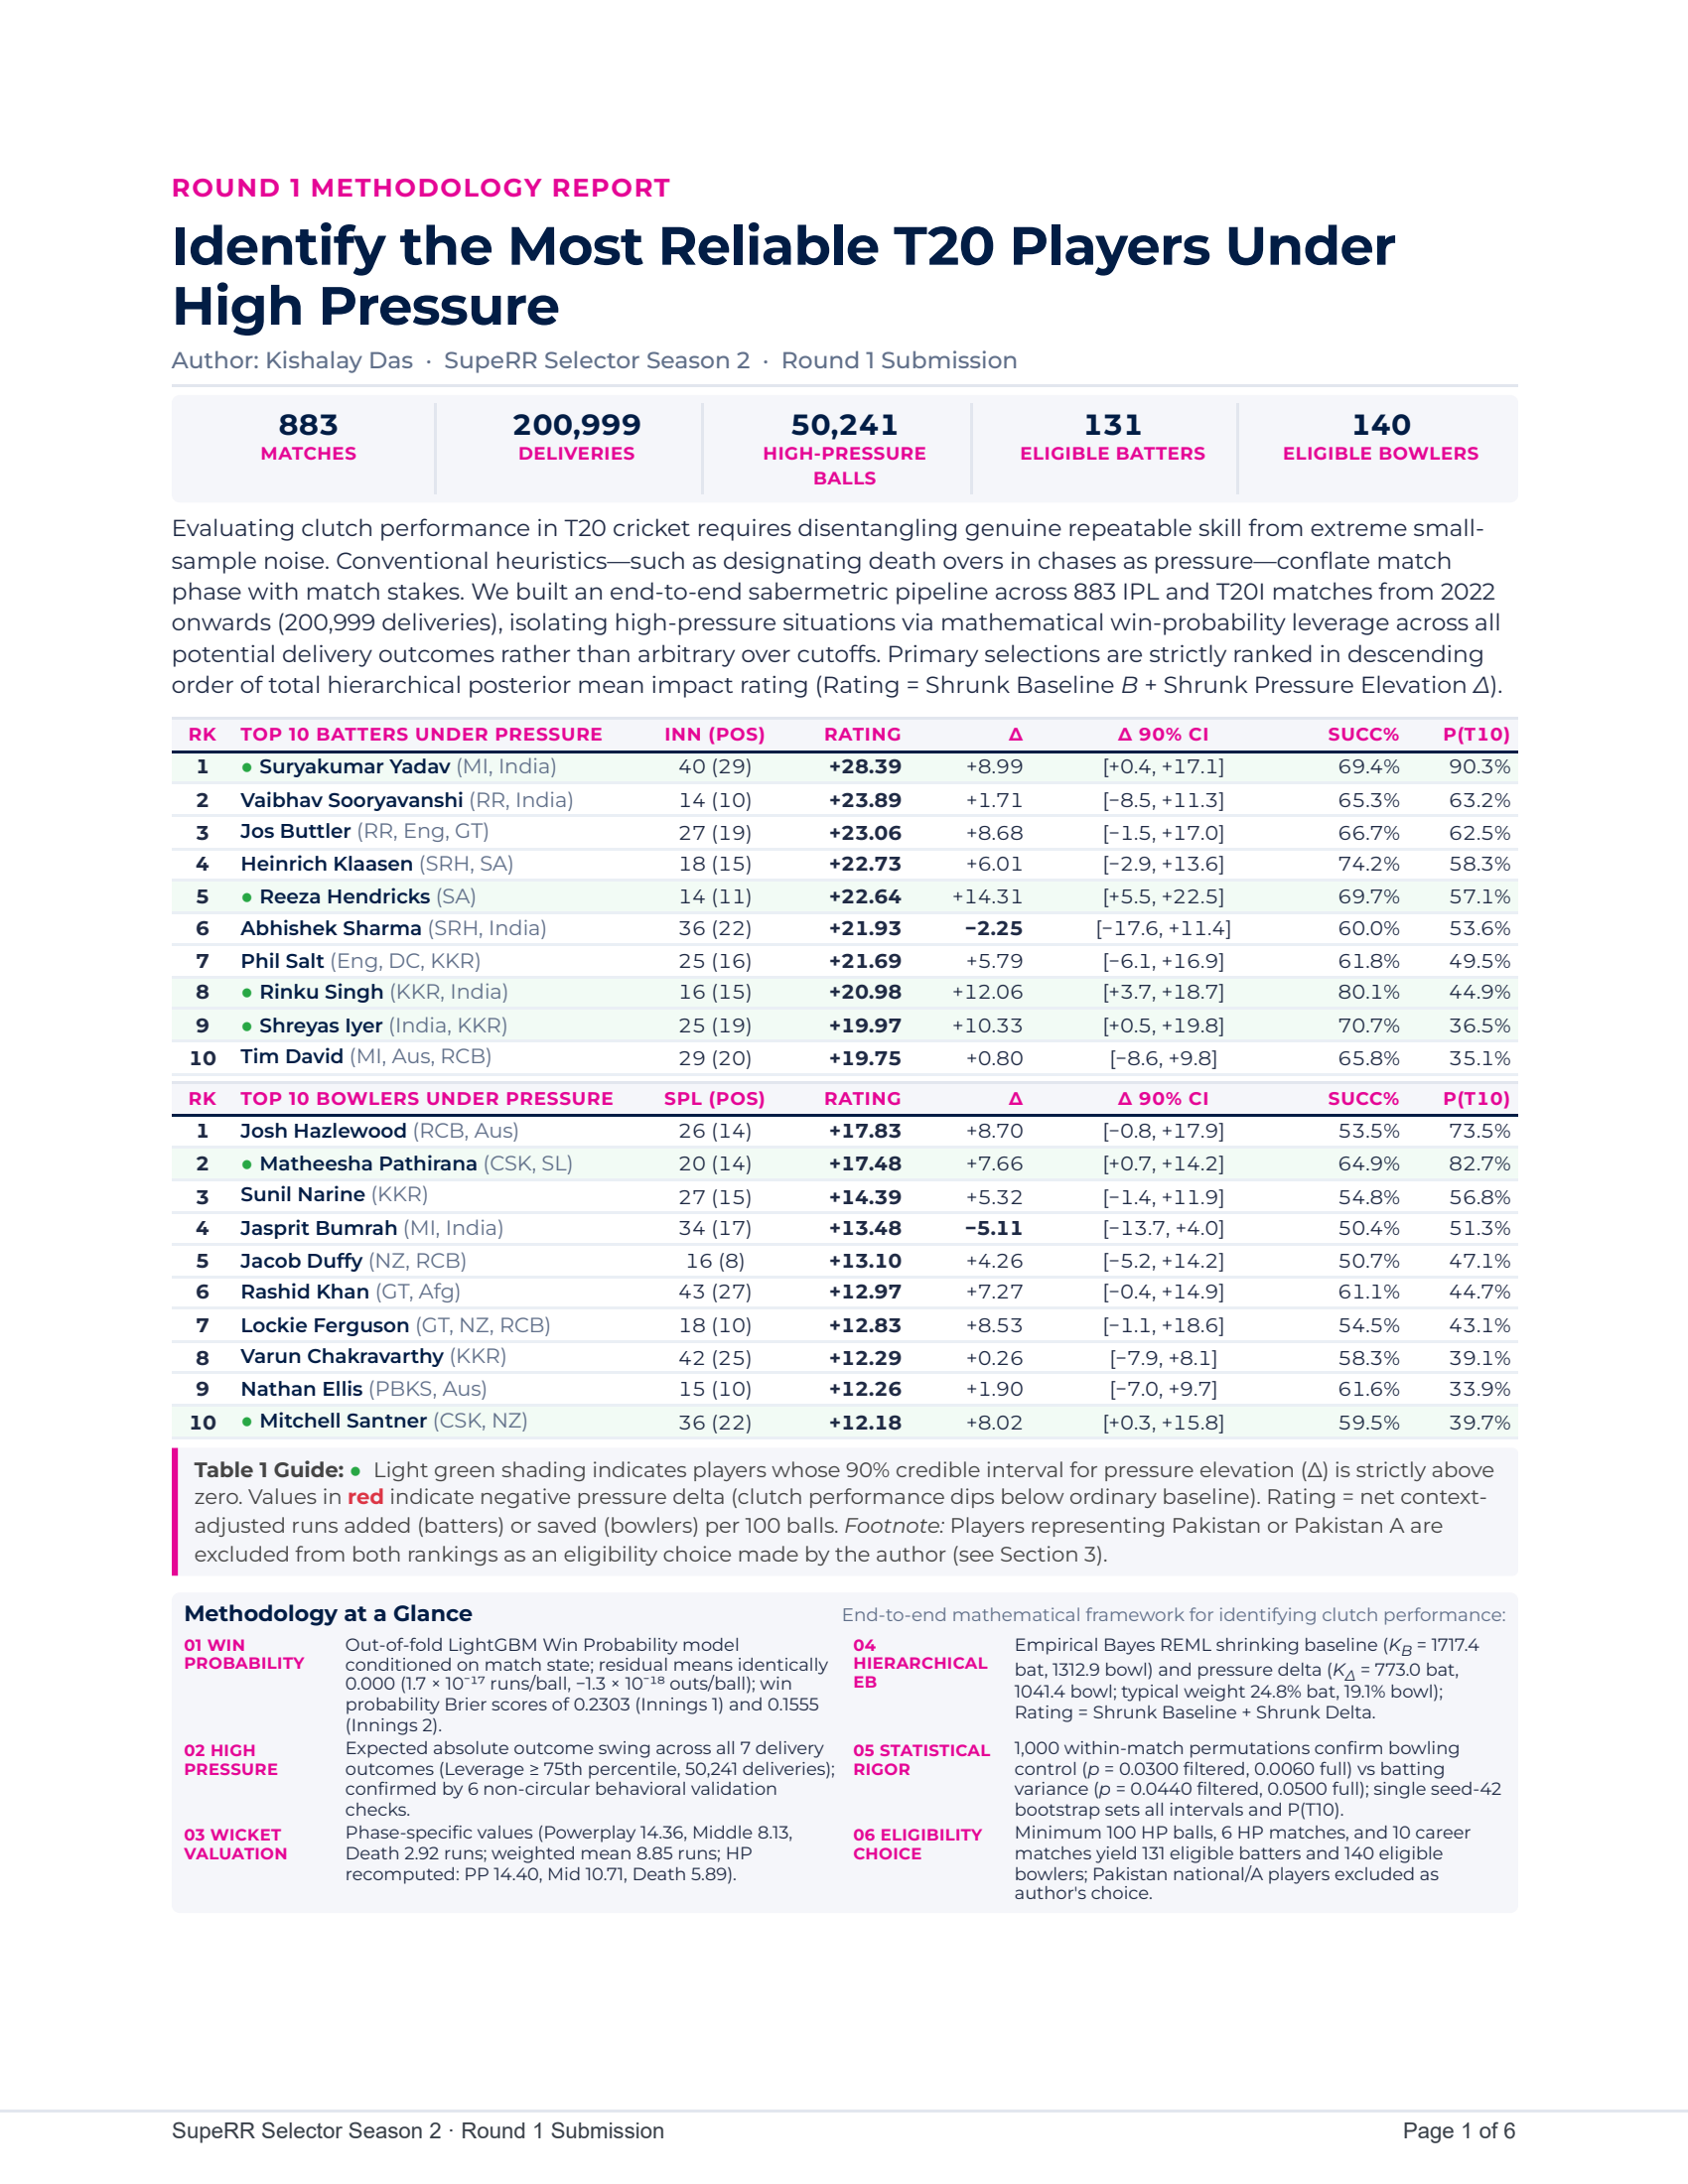 ROUND 1 METHODOLOGY REPORT
Identify the Most Reliable T20 Players Under
High Pressure
Author: Kishalay Das · SupeRR Selector Season 2 · Round 1 Submission
883 200,999 50,241 131 140
MATCHES DELIVERIES HIGH-PRESSURE ELIGIBLE BATTERS ELIGIBLE BOWLERS
BALLS
Evaluating clutch performance in T20 cricket requires disentangling genuine repeatable skill from extreme small-
sample noise. Conventional heuristics—such as designating death overs in chases as pressure—conflate match
phase with match stakes. We built an end-to-end sabermetric pipeline across 883 IPL and T20I matches from 2022
onwards (200,999 deliveries), isolating high-pressure situations via mathematical win-probability leverage across all
potential delivery outcomes rather than arbitrary over cutoffs. Primary selections are strictly ranked in descending
order of total hierarchical posterior mean impact rating (Rating = Shrunk Baseline B + Shrunk Pressure Elevation Δ).
RK TOP 10 BATTERS UNDER PRESSURE INN (POS) RATING Δ Δ 90% CI SUCC% P(T10)
1 ● Suryakumar Yadav (MI, India) 40 (29) +28.39 +8.99 [+0.4, +17.1] 69.4% 90.3%
2 Vaibhav Sooryavanshi (RR, India) 14 (10) +23.89 +1.71 [−8.5, +11.3] 65.3% 63.2%
3 Jos Buttler (RR, Eng, GT) 27 (19) +23.06 +8.68 [−1.5, +17.0] 66.7% 62.5%
4 Heinrich Klaasen (SRH, SA) 18 (15) +22.73 +6.01 [−2.9, +13.6] 74.2% 58.3%
5 ● Reeza Hendricks (SA) 14 (11) +22.64 +14.31 [+5.5, +22.5] 69.7% 57.1%
6 Abhishek Sharma (SRH, India) 36 (22) +21.93 −2.25 [−17.6, +11.4] 60.0% 53.6%
7 Phil Salt (Eng, DC, KKR) 25 (16) +21.69 +5.79 [−6.1, +16.9] 61.8% 49.5%
8 ● Rinku Singh (KKR, India) 16 (15) +20.98 +12.06 [+3.7, +18.7] 80.1% 44.9%
9 ● Shreyas Iyer (India, KKR) 25 (19) +19.97 +10.33 [+0.5, +19.8] 70.7% 36.5%
10 Tim David (MI, Aus, RCB) 29 (20) +19.75 +0.80 [−8.6, +9.8] 65.8% 35.1%
RK TOP 10 BOWLERS UNDER PRESSURE SPL (POS) RATING Δ Δ 90% CI SUCC% P(T10)
1 Josh Hazlewood (RCB, Aus) 26 (14) +17.83 +8.70 [−0.8, +17.9] 53.5% 73.5%
2 ● Matheesha Pathirana (CSK, SL) 20 (14) +17.48 +7.66 [+0.7, +14.2] 64.9% 82.7%
3 Sunil Narine (KKR) 27 (15) +14.39 +5.32 [−1.4, +11.9] 54.8% 56.8%
4 Jasprit Bumrah (MI, India) 34 (17) +13.48 −5.11 [−13.7, +4.0] 50.4% 51.3%
5 Jacob Duffy (NZ, RCB) 16 (8) +13.10 +4.26 [−5.2, +14.2] 50.7% 47.1%
6 Rashid Khan (GT, Afg) 43 (27) +12.97 +7.27 [−0.4, +14.9] 61.1% 44.7%
7 Lockie Ferguson (GT, NZ, RCB) 18 (10) +12.83 +8.53 [−1.1, +18.6] 54.5% 43.1%
8 Varun Chakravarthy (KKR) 42 (25) +12.29 +0.26 [−7.9, +8.1] 58.3% 39.1%
9 Nathan Ellis (PBKS, Aus) 15 (10) +12.26 +1.90 [−7.0, +9.7] 61.6% 33.9%
10 ● Mitchell Santner (CSK, NZ) 36 (22) +12.18 +8.02 [+0.3, +15.8] 59.5% 39.7%
Table 1 Guide: ● Light green shading indicates players whose 90% credible interval for pressure elevation (Δ) is strictly above
zero. Values in red indicate negative pressure delta (clutch performance dips below ordinary baseline). Rating = net context-
adjusted runs added (batters) or saved (bowlers) per 100 balls. Footnote: Players representing Pakistan or Pakistan A are
excluded from both rankings as an eligibility choice made by the author (see Section 3).
Methodology at a Glance End-to-end mathematical framework for identifying clutch performance:
01 WIN
PROBABILITY
Out-of-fold LightGBM Win Probability model
conditioned on match state; residual means identically
0.000 (1.7 × 10⁻¹⁷ runs/ball, −1.3 × 10⁻¹⁸ outs/ball); win
probability Brier scores of 0.2303 (Innings 1) and 0.1555
(Innings 2).
04
HIERARCHICAL
EB
Empirical Bayes REML shrinking baseline (K_B = 1717.4
bat, 1312.9 bowl) and pressure delta (K_Δ = 773.0 bat,
1041.4 bowl; typical weight 24.8% bat, 19.1% bowl);
Rating = Shrunk Baseline + Shrunk Delta.
02 HIGH
PRESSURE
Expected absolute outcome swing across all 7 delivery
outcomes (Leverage ≥ 75th percentile, 50,241 deliveries);
confirmed by 6 non-circular behavioral validation
checks.
05 STATISTICAL
RIGOR
1,000 within-match permutations confirm bowling
control (p = 0.0300 filtered, 0.0060 full) vs batting
variance (p = 0.0440 filtered, 0.0500 full); single seed-42
bootstrap sets all intervals and P(T10).
03 WICKET
VALUATION
Phase-specific values (Powerplay 14.36, Middle 8.13,
Death 2.92 runs; weighted mean 8.85 runs; HP
recomputed: PP 14.40, Mid 10.71, Death 5.89).
06 ELIGIBILITY
CHOICE
Minimum 100 HP balls, 6 HP matches, and 10 career
matches yield 131 eligible batters and 140 eligible
bowlers; Pakistan national/A players excluded as
author's choice.
SupeRR Selector Season 2 · Round 1 Submission Page 1 of 6